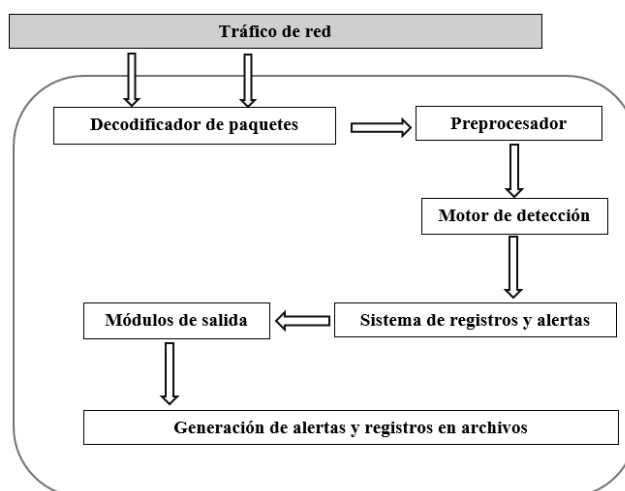 Tráfico de red
Decodificador de paquetes
Preprocesador
Motor de detección
Módulos de salida
Sistema de registros y alertas
Generación de alertas y registros en archivos